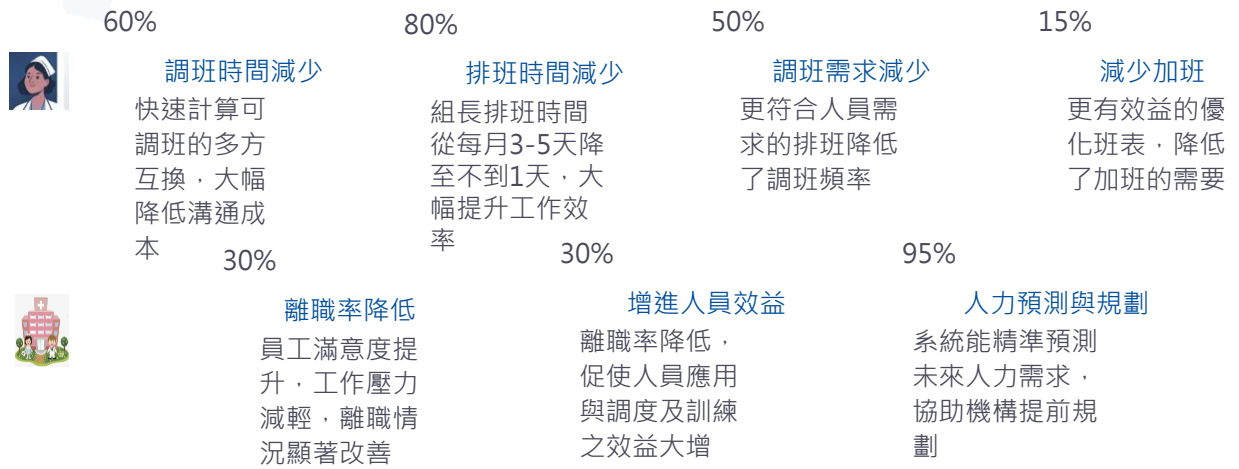 60%
調班時間減少
快速計算可
調班的多方
互換，大幅
降低溝通成
本
80%
排班時間減少
組長排班時間
從每月3-5天降
至不到1天，大
幅提升工作效
率
50%
調班需求減少
更符合人員需
求的排班降低
了調班頻率
15%
減少加班
更有效益的優
化班表，降低
了加班的需要
30%
離職率降低
員工滿意度提
升，工作壓力
減輕，離職情
況顯著改善
30%
增進人員效益
離職率降低，
促使人員應用
與調度及訓練
之效益大增
95%
人力預測與規劃
系統能精準預測
未來人力需求，
協助機構提前規
劃